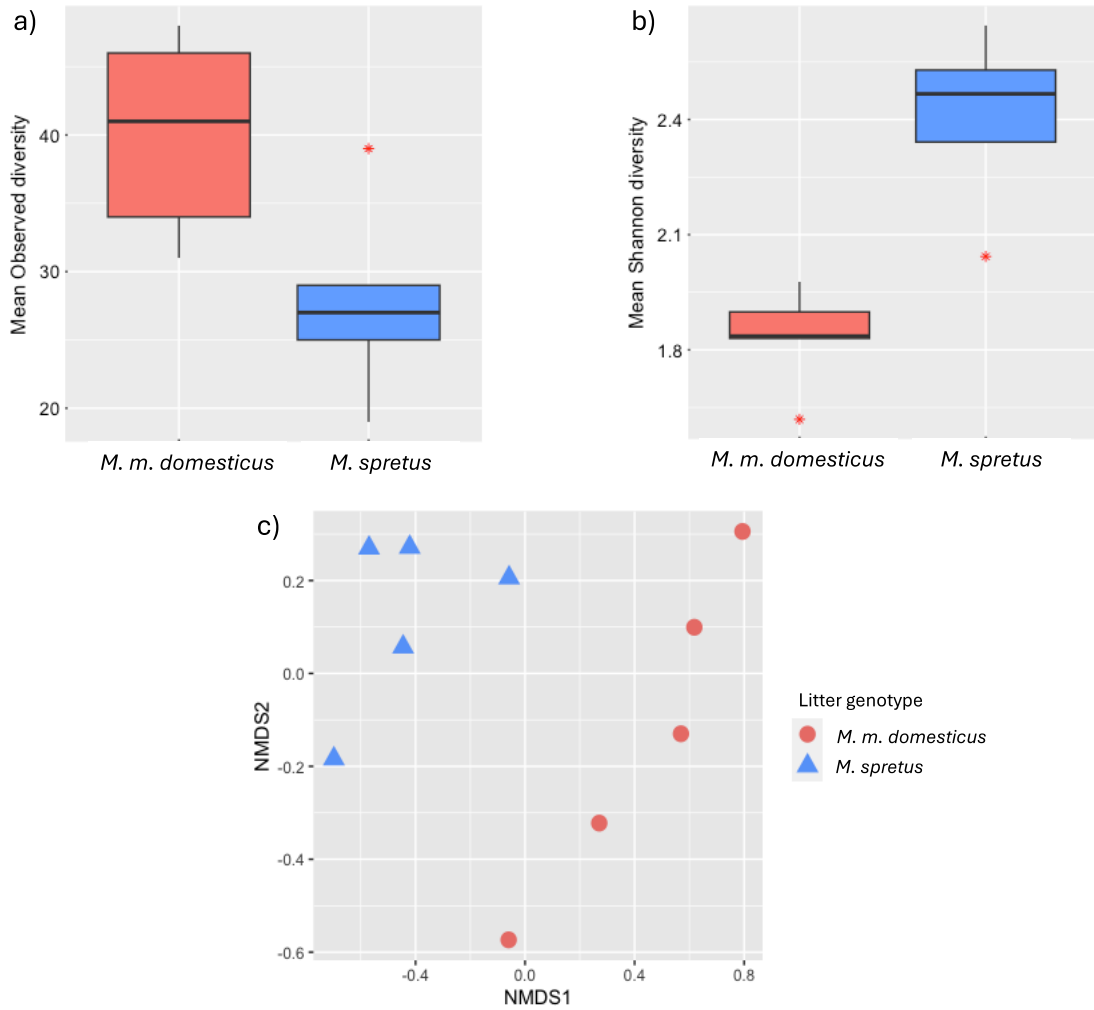 a)
Mean Observed diversity
40
30
20
M. m. domesticus
M. spretus
b)
Mean Shannon diversity
2.4
2.1
1.8
M. m. domesticus
M. spretus
c)
NMDS2
0.2
0.0
-0.2
-0.4
-0.6
-0.4
0.0
0.4
0.8
NMDS1
Litter genotype
M. m. domesticus
M. spretus